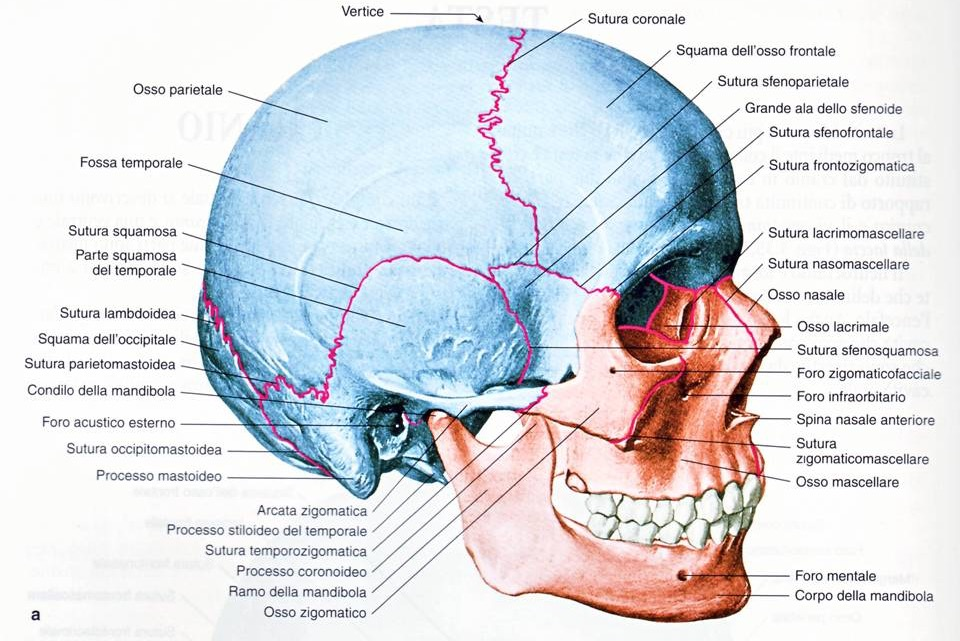 Vertice
Sutura coronale
Squama dell'osso frontale
Sutura sfenoparietale
Grande ala dello sfenoide
Sutura sfenofrontale
Sutura frontozigomatica
Sutura lacrimomascellare
Sutura nasomascellare
Osso nasale
Osso lacrimale
Sutura sfenosquamosa
Foro zigomaticofacciale
Foro infraorbitario
Spina nasale anteriore
Sutura
zigomaticomascellare
Osso mascellare
Foro mentale
Corpo della mandibola
Osso parietale
Fossa temporale
Sutura squamosa
Parte squamosa
del temporale
Sutura lambdoidea
Squama dell'occipitale
Sutura parietomastoidea
Condilo della mandibola
Foro acustico esterno
Sutura occipitomastoidea
Processo mastoideo
Arcata zigomatica
Processo stiloideo del temporale
Sutura temporozigomatica
Processo coronoideo
Ramo della mandibola
Osso zigomatico
a